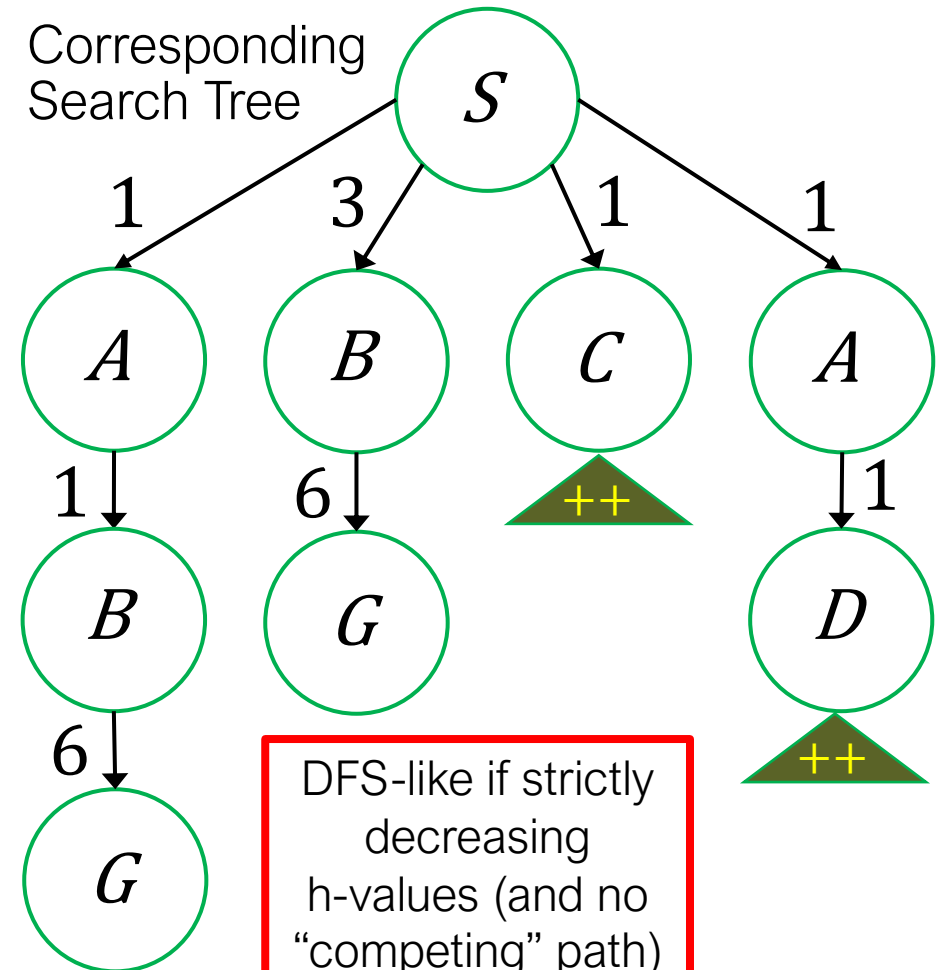 Corresponding
Search Tree
S
1
3
1
1
A
B
C
A
1
6
++
1
B
G
D
6
++
G
DFS-like if strictly
decreasing
h-values (and no
“competing” path)